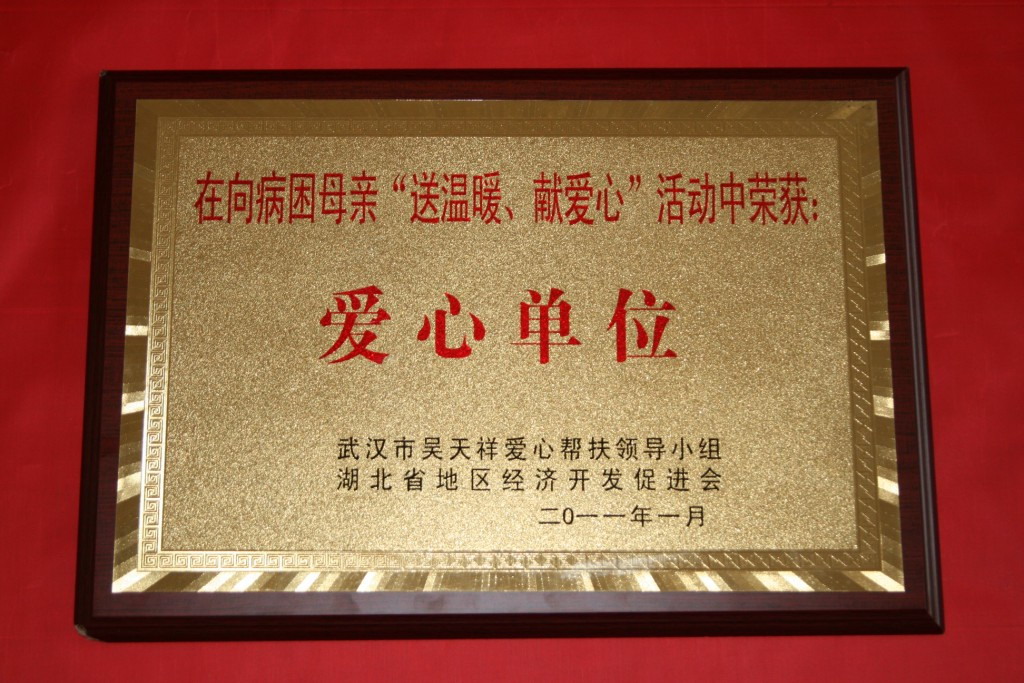 在向病困母亲“送温暖、献爱心”活动中荣获：
爱心单位
武汉市吴天祥爱心帮扶领导小组
湖北省地区经济开发促进会
二0一一年一月